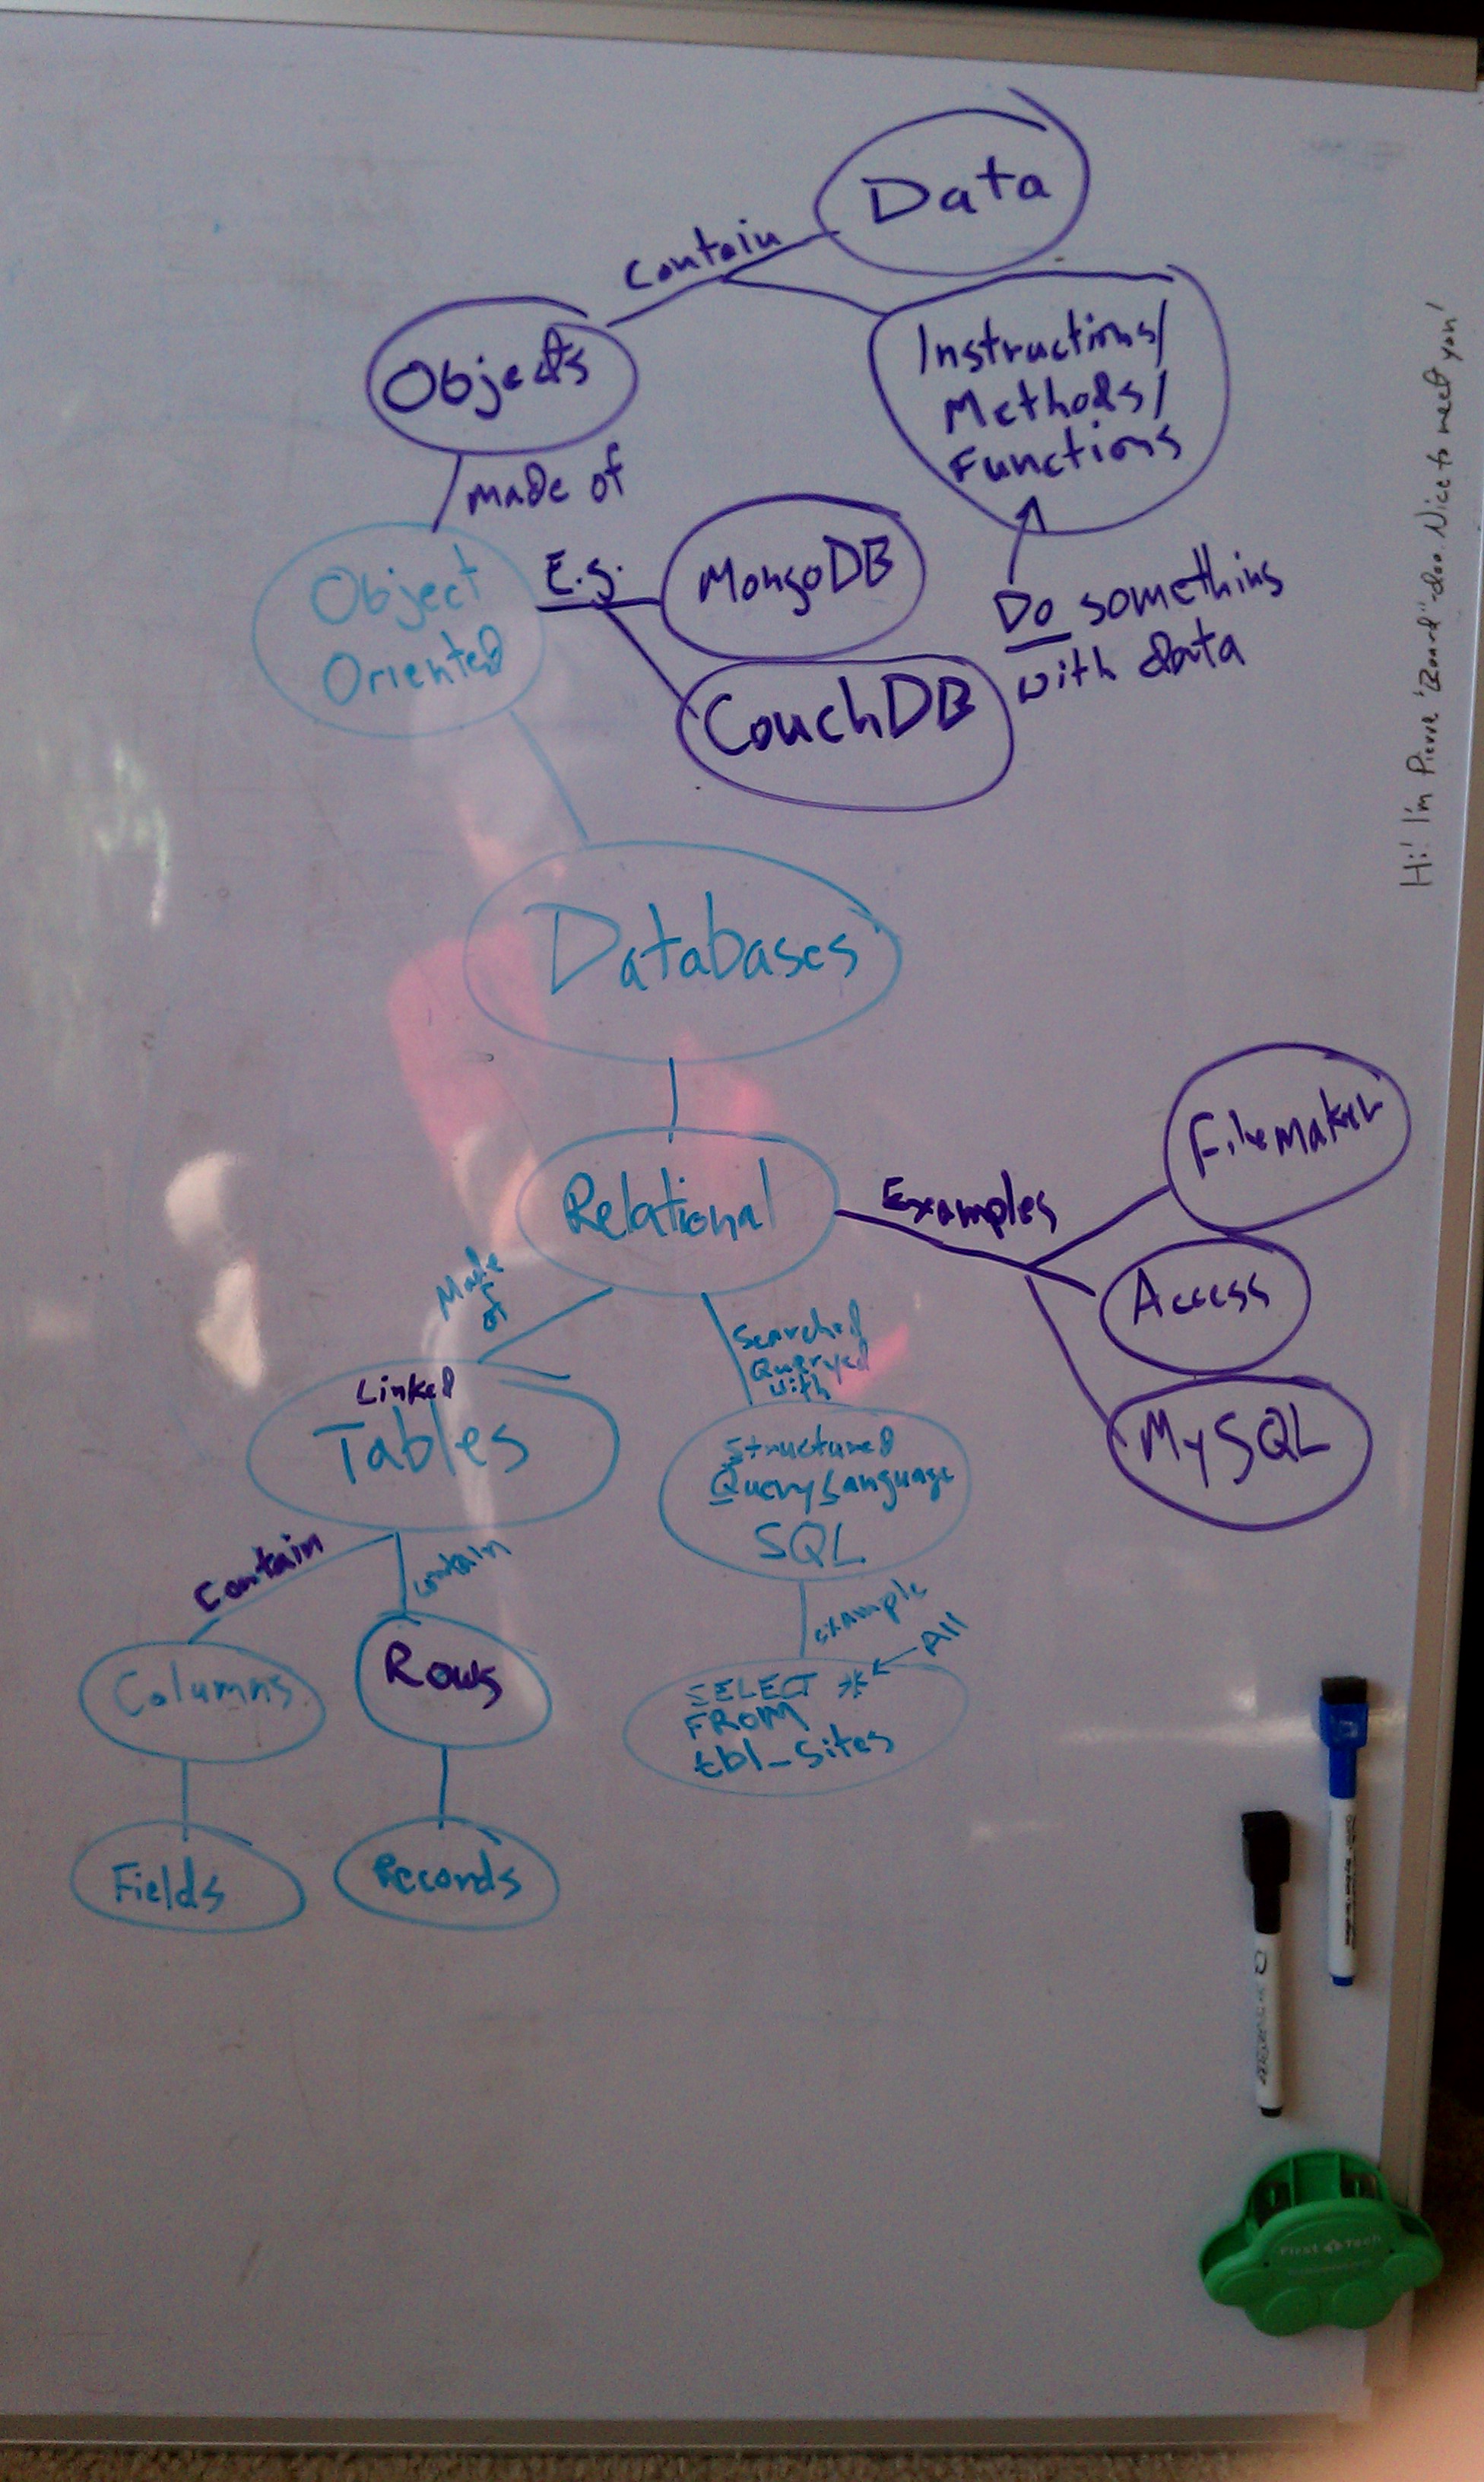 Data
Contain
Objects
Instructions/
Methods/
Functions
made of
Object
Oriented
E.g.
MongoDB
CouchDB
Do something
with data
Hi! I'm Pierre "Board"-deo. Nice to meet you!
Databases
Relational
Examples
Filemaker
Access
MySQL
Made
of
Searched
Queryed
with
Linked
Tables
Structured
Query Language
SQL
Contain
contain
Columns
Rows
example
All
SELECT *
FROM
tbl_sites
Fields
Records
First Tech